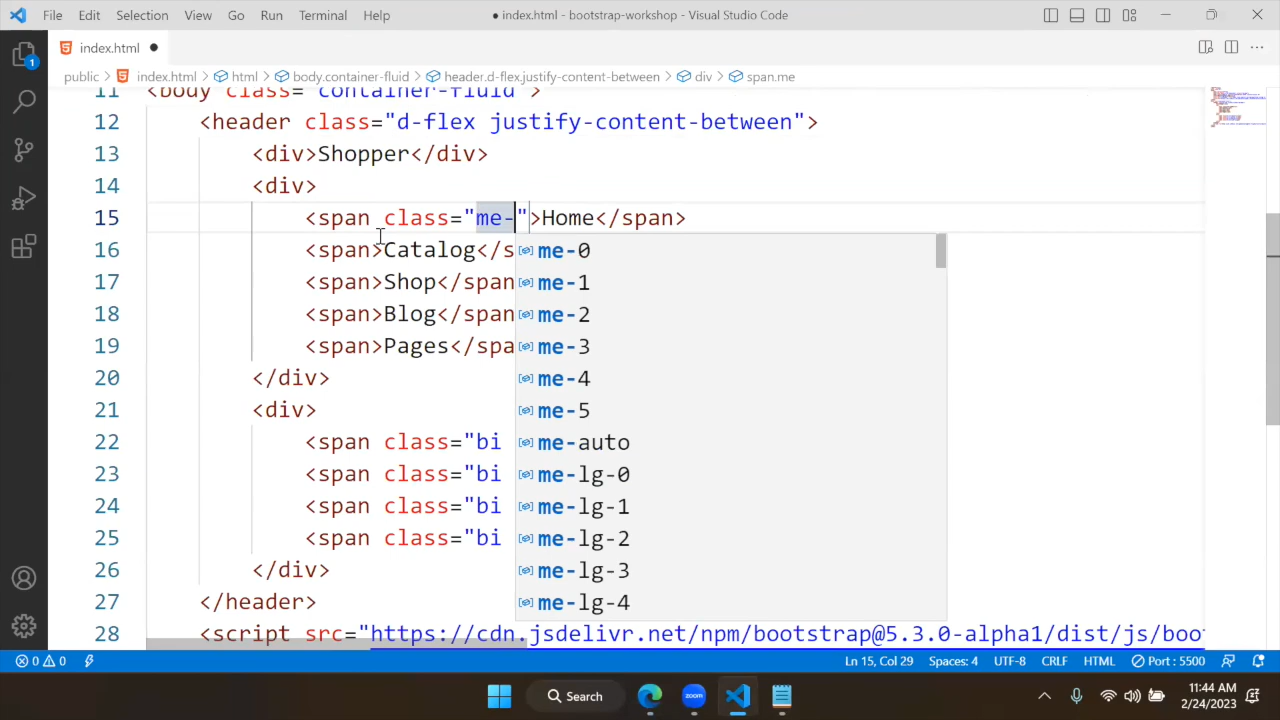 File Edit Selection View Go Run Terminal Help ● index.html - bootstrap-workshop - Visual Studio Code
index.html ●
public > index.html > html > body.container-fluid > header.d-flex.justify-content-between > div > span.me
11 <body class="container-fluid">
12 <header class="d-flex justify-content-between">
13 <div>Shopper</div>
14 <div>
15 <span class="me-">Home</span>
16 <span>Catalog</s
17 <span>Shop</span
18 <span>Blog</span
19 <span>Pages</spa
20 </div>
21 <div>
22 <span class="bi
23 <span class="bi
24 <span class="bi
25 <span class="bi
26 </div>
27 </header>
28 <script src="https://cdn.jsdelivr.net/npm/bootstrap@5.3.0-alpha1/dist/js/boo
me-0
me-1
me-2
me-3
me-4
me-5
me-auto
me-lg-0
me-lg-1
me-lg-2
me-lg-3
me-lg-4
1
0 0 Ln 15, Col 29 Spaces: 4 UTF-8 CRLF HTML Port : 5500
Search
zoom
11:44 AM
2/24/2023